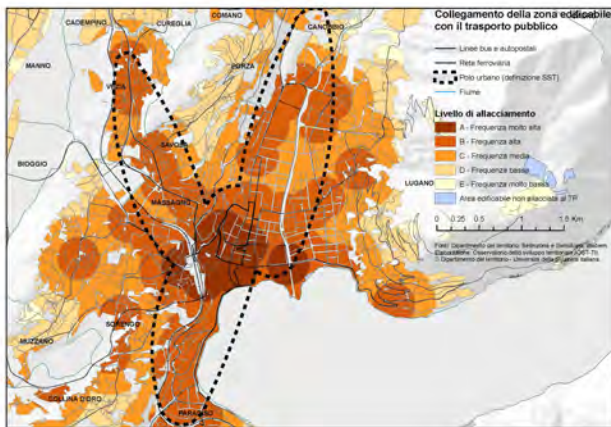 Collegamento della zona edificabile
con il trasporto pubblico
Linee bus e autopostali
Rete ferroviaria
Polo urbano (definizione SST)
Fiume
Livello di allacciamento
A - Frequenza molto alta
B - Frequenza alta
C - Frequenza media
D - Frequenza bassa
E - Frequenza molto bassa
Area edificabile non allacciata al TP
0 0.25 0.5 1 1.5 Km
CADEMPINO
CUREGLIA
COMANO
CANOBBIO
MANNO
PORZA
VEZIA
SAVOSA
BIOGGIO
MASSAGNO
LUGANO
SORENGO
MUZZANO
COLLINA D'ORO
PARADISO